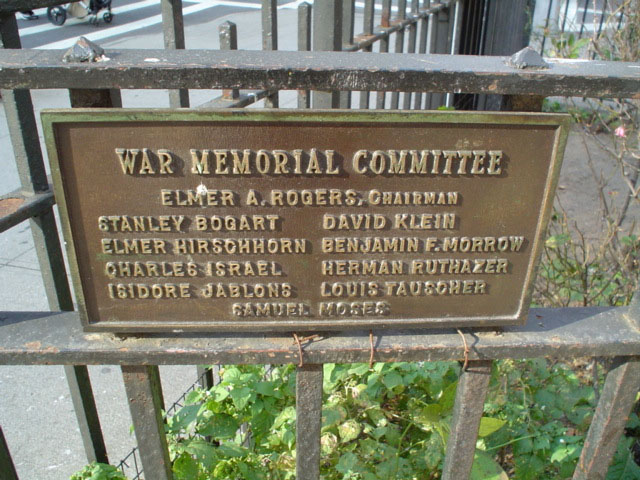 WAR MEMORIAL COMMITTEE
ELMER A. ROGERS, CHAIRMAN
STANLEY BOGART DAVID KLEIN
ELMER HIRSCHHORN BENJAMIN F. MORROW
CHARLES ISRAEL HERMAN RUTHAZER
ISIDORE JABLONS LOUIS TAUSCHER
SAMUEL MOSES